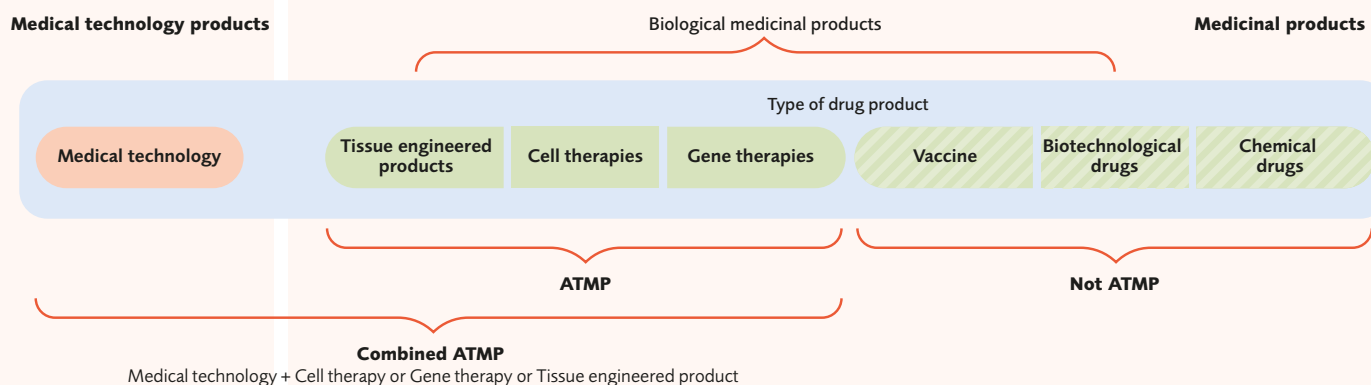 Medical technology products
Biological medicinal products
Medicinal products
Type of drug product
Medical technology
Tissue engineered
products
Cell therapies
Gene therapies
Vaccine
Biotechnological
drugs
Chemical
drugs
ATMP
Not ATMP
Combined ATMP
Medical technology + Cell therapy or Gene therapy or Tissue engineered product